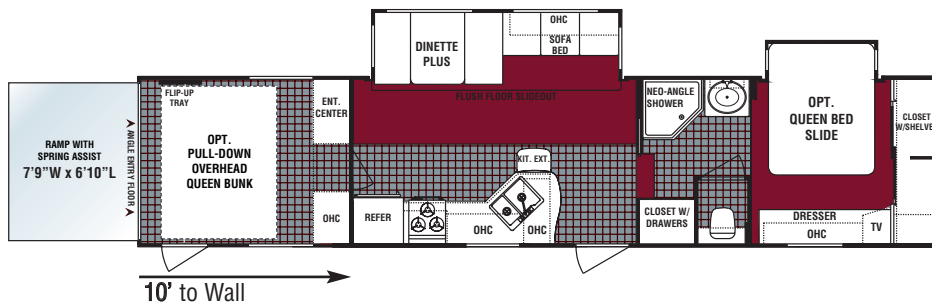 RAMP WITH
SPRING ASSIST
7'9"W x 6'10"L
ANGLE ENTRY FLOOR
FLIP-UP
TRAY
OPT.
PULL-DOWN
OVERHEAD
QUEEN BUNK
ENT.
CENTER
OHC
DINETTE
PLUS
OHC
SOFA
BED
FLUSH FLOOR SLIDEOUT
KIT. EXT.
REFER
OHC
OHC
NEO-ANGLE
SHOWER
CLOSET W/
DRAWERS
OPT.
QUEEN BED
SLIDE
CLOSET
W/SHELVE
DRESSER
OHC
TV
10' to Wall